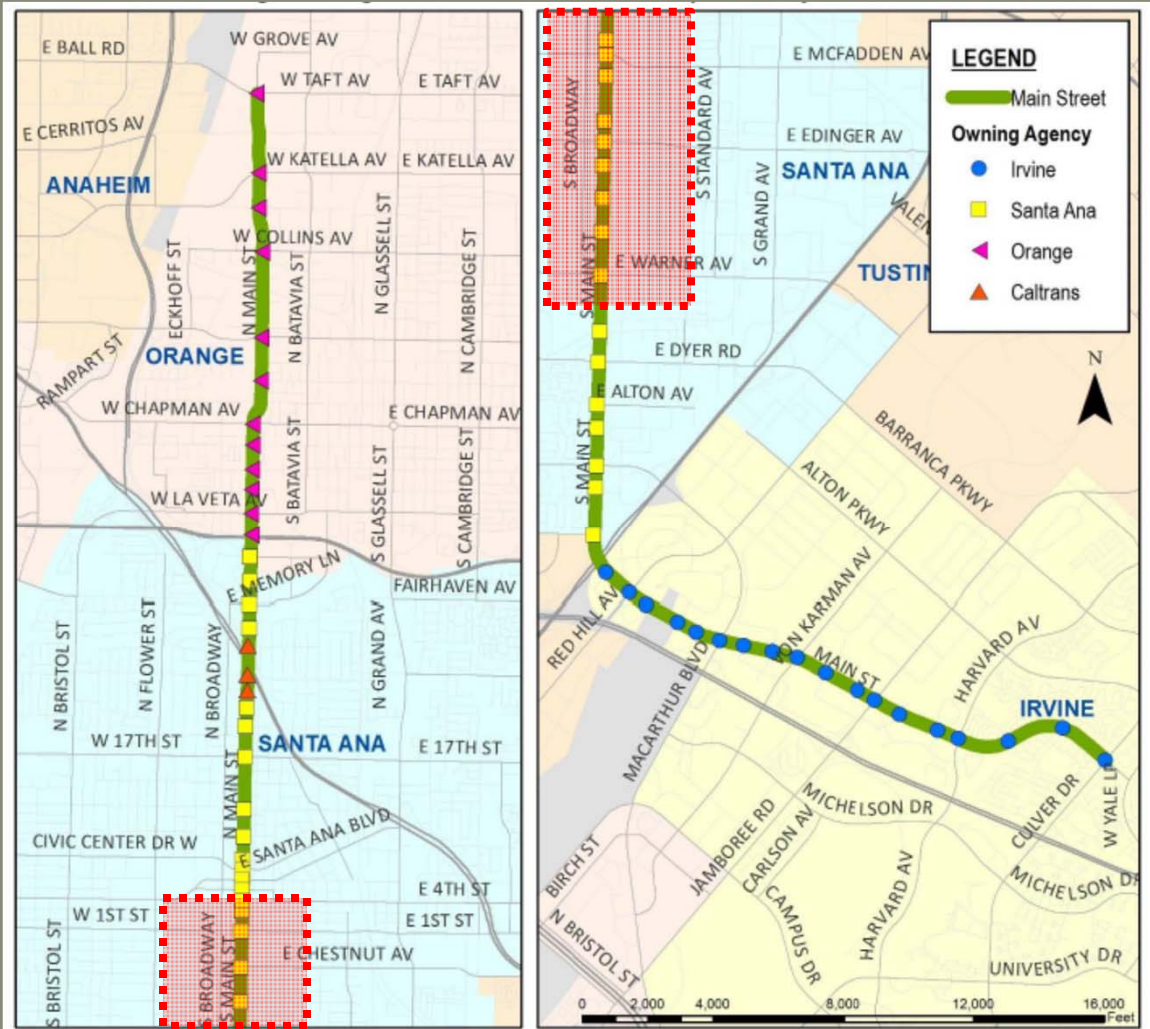 E BALL RD
W GROVE AV
W TAFT AV
E TAFT AV
E CERRITOS AV
W KATELLA AV
E KATELLA AV
ANAHEIM
W COLLINS AV
ECKHOFF ST
N MAIN ST
N BATAVIA ST
N GLASSELL ST
N CAMBRIDGE ST
ORANGE
RAMPART ST
W CHAPMAN AV
E CHAPMAN AV
S BATAVIA ST
S GLASSELL ST
S CAMBRIDGE ST
W LA VETA AV
E MEMORY LN
FAIRHAVEN AV
N BRISTOL ST
N FLOWER ST
N BROADWAY
N GRAND AV
W 17TH ST
SANTA ANA
E 17TH ST
N MAIN ST
CIVIC CENTER DR W
E SANTA ANA BLVD
E 4TH ST
W 1ST ST
E 1ST ST
S BRISTOL ST
S BROADWAY
S MAIN ST
E CHESTNUT AV
E MCFADDEN AV
S BROADWAY
S STANDARD AV
E EDINGER AV
SANTA ANA
S GRAND AV
VALEN
S MAIN ST
E WARNER AV
TUSTIN
E DYER RD
E ALTON AV
S MAIN ST
BARRANCA PKWY
ALTON PKWY
RED HILL AV
VON KARMAN AV
MAIN ST
HARVARD AV
MACARTHUR BLVD
IRVINE
W YALE L
CULVER DR
MICHELSON DR
JAMBOREE RD
CARLSON AV
BIRCH ST
MICHELSON DR
HARVARD AV
CAMPUS DR
N BRISTOL ST
UNIVERSITY DR
LEGEND
Main Street
Owning Agency
Irvine
Santa Ana
Orange
Caltrans
N
0 2,000 4,000 8,000 12,000 16,000
Feet